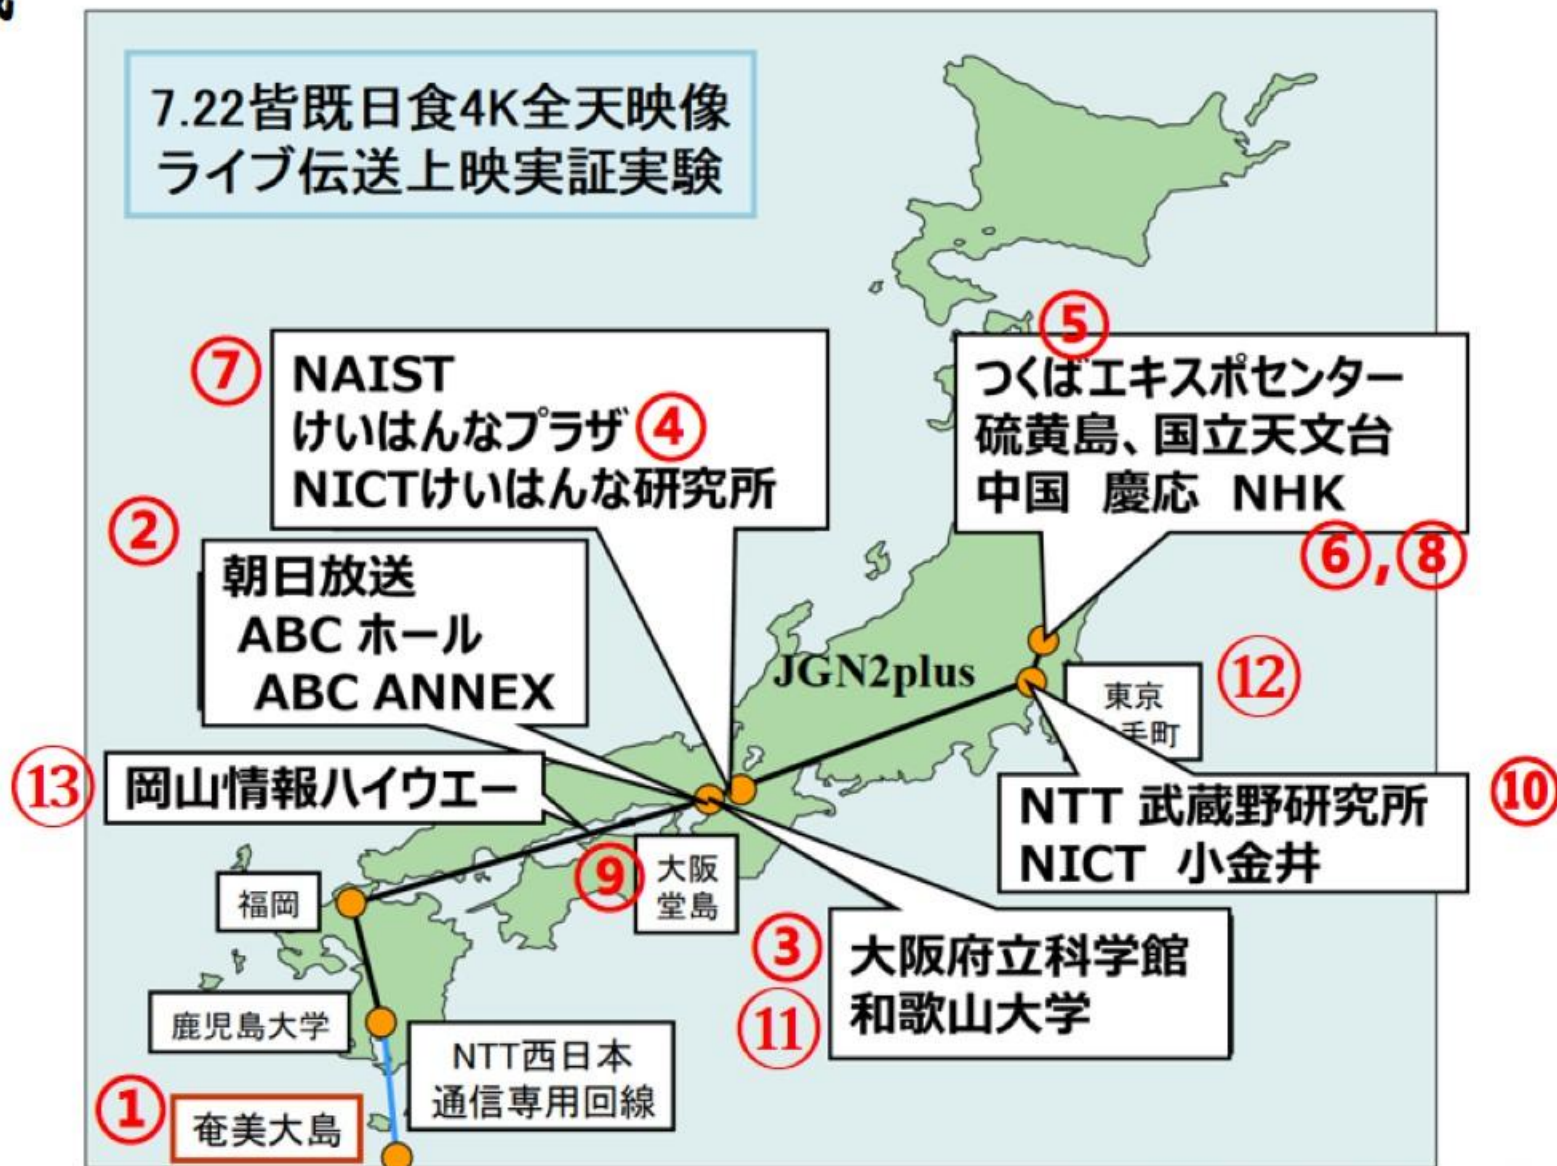 7.22皆既日食4K全天映像
ライブ伝送上映実証実験
⑤
⑦
NAIST
けいはんなプラザ ④
NICTけいはんな研究所
つくばエキスポセンター
硫黄島、国立天文台
中国 慶応 NHK
⑥,⑧
②
朝日放送
ABC ホール
ABC ANNEX
JGN2plus
⑫
東京
手町
⑬
岡山情報ハイウエー
⑩
NTT 武蔵野研究所
NICT 小金井
⑨
大阪
堂島
福岡
③
大阪府立科学館
⑪
和歌山大学
鹿児島大学
NTT西日本
通信専用回線
①
奄美大島